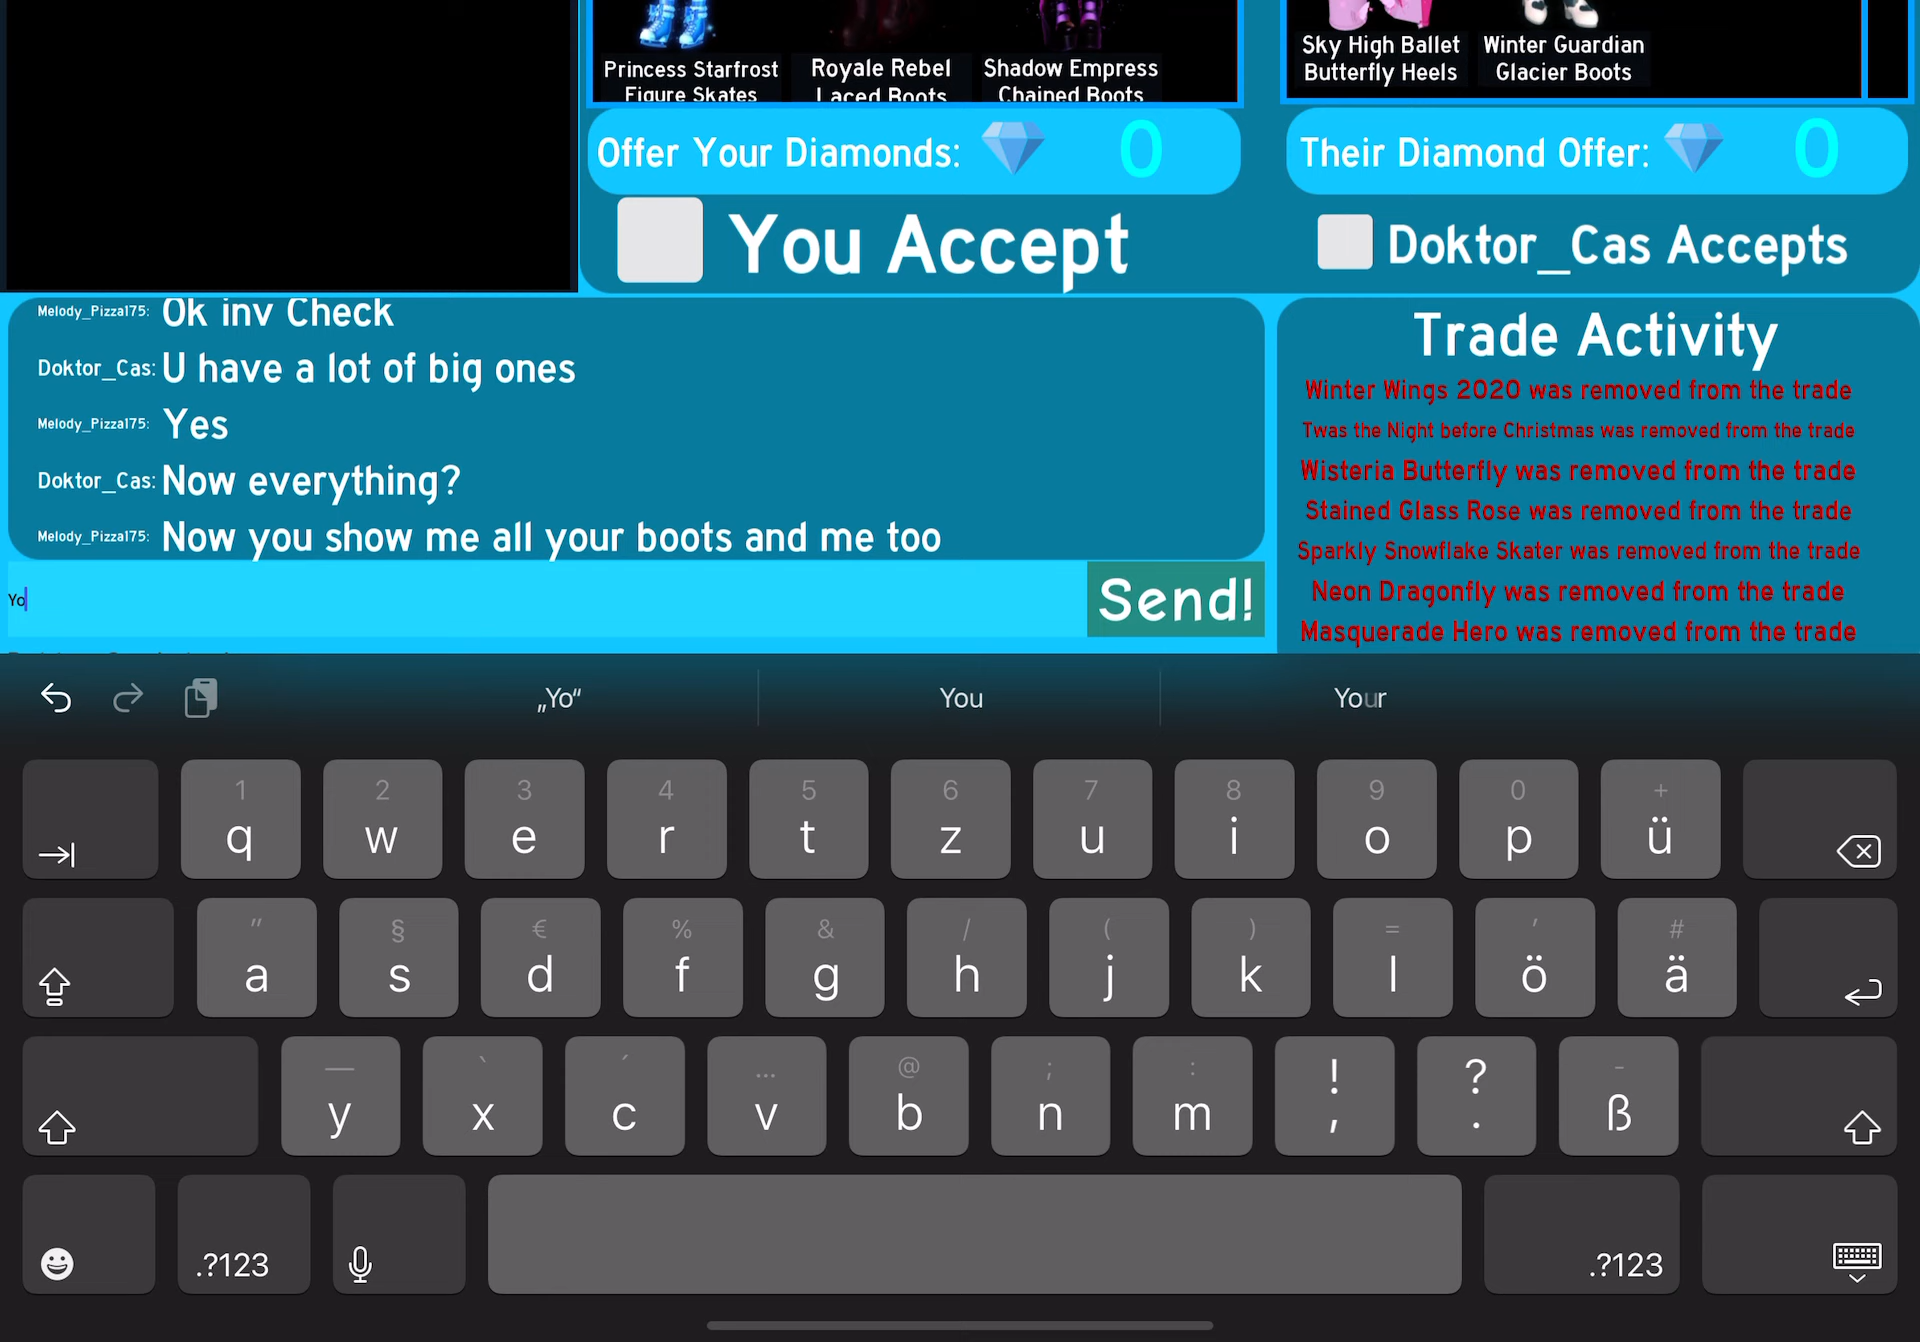 Princess Starfrost
Figure Skates
Royale Rebel
Laced Boots
Shadow Empress
Chained Boots
Sky High Ballet
Butterfly Heels
Winter Guardian
Glacier Boots
Offer Your Diamonds: 0
Their Diamond Offer: 0
You Accept
Doktor_Cas Accepts
Melody_Pizza175: Ok inv Check
Doktor_Cas: U have a lot of big ones
Melody_Pizza175: Yes
Doktor_Cas: Now everything?
Melody_Pizza175: Now you show me all your boots and me too
Yo
Send!
Trade Activity
Winter Wings 2020 was removed from the trade
Twas the Night before Christmas was removed from the trade
Wisteria Butterfly was removed from the trade
Stained Glass Rose was removed from the trade
Sparkly Snowflake Skater was removed from the trade
Neon Dragonfly was removed from the trade
Masquerade Hero was removed from the trade
„Yo“ You Your
1 2 3 4 5 6 7 8 9 0 +
q w e r t z u i o p ü
" § € % & / ( ) = ' #
a s d f g h j k l ö ä
— ` ´ ... @ ; : ! ? -
y x c v b n m , . ß
.?123 .?123